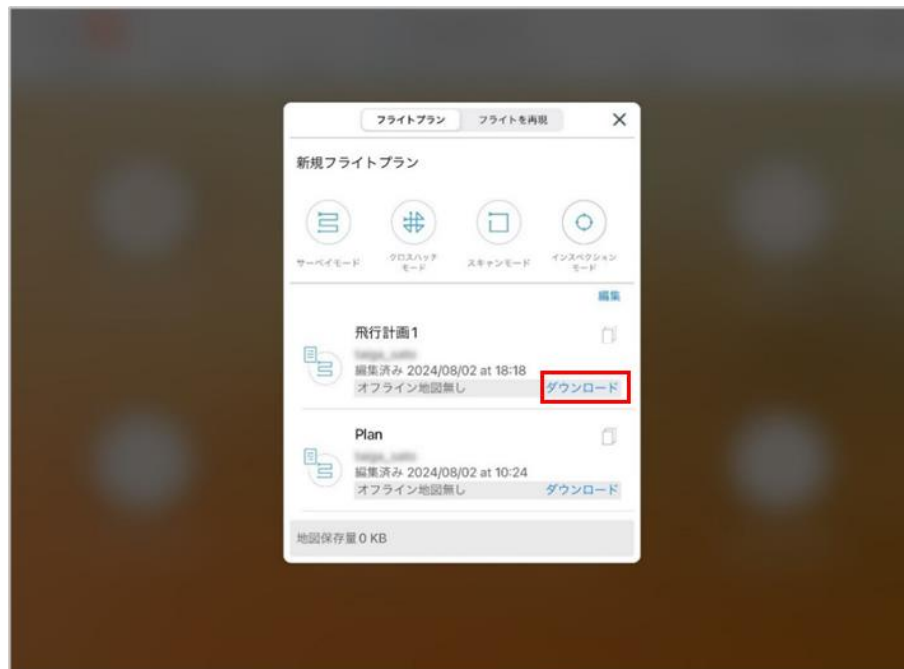 フライトプラン
フライトを再現
新規フライトプラン
サーベイモード
クロスハッチ
モード
スキャンモード
インスペクション
モード
編集
飛行計画1
編集済み 2024/08/02 at 18:18
オフライン地図無し
ダウンロード
Plan
編集済み 2024/08/02 at 10:24
オフライン地図無し
ダウンロード
地図保存量0 KB